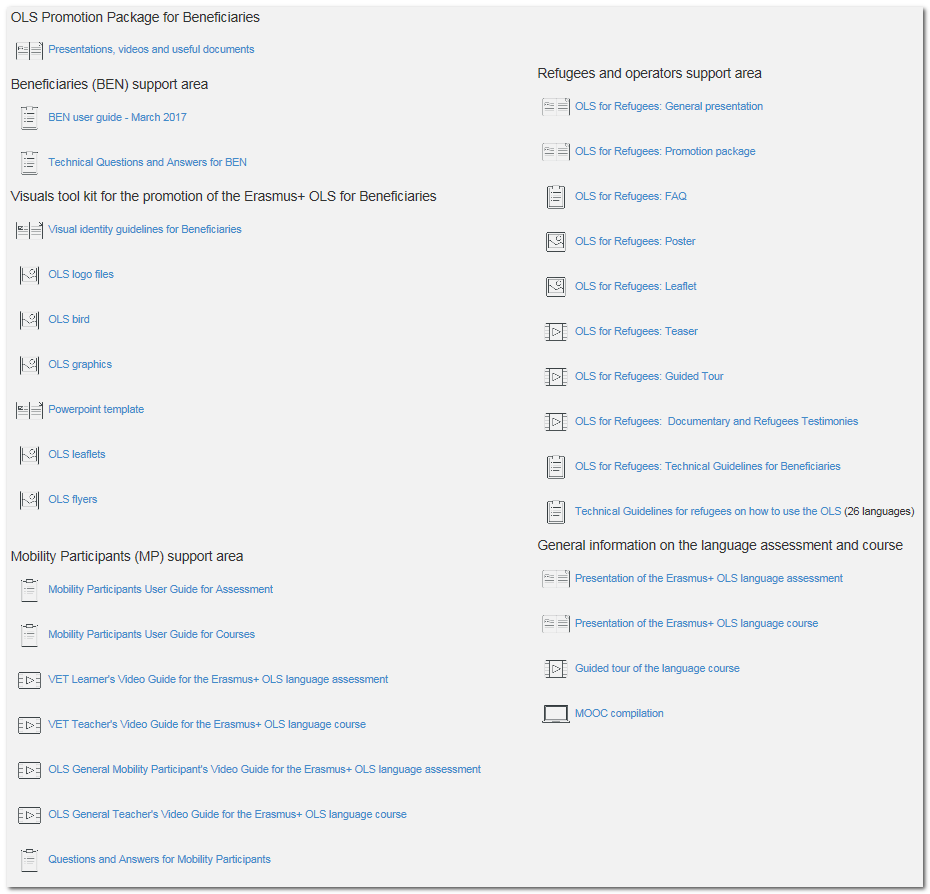 OLS Promotion Package for Beneficiaries
Presentations, videos and useful documents
Beneficiaries (BEN) support area
BEN user guide - March 2017
Technical Questions and Answers for BEN
Visuals tool kit for the promotion of the Erasmus+ OLS for Beneficiaries
Visual identity guidelines for Beneficiaries
OLS logo files
OLS bird
OLS graphics
Powerpoint template
OLS leaflets
OLS flyers
Mobility Participants (MP) support area
Mobility Participants User Guide for Assessment
Mobility Participants User Guide for Courses
VET Learner's Video Guide for the Erasmus+ OLS language assessment
VET Teacher's Video Guide for the Erasmus+ OLS language course
OLS General Mobility Participant's Video Guide for the Erasmus+ OLS language assessment
OLS General Teacher's Video Guide for the Erasmus+ OLS language course
Questions and Answers for Mobility Participants
Refugees and operators support area
OLS for Refugees: General presentation
OLS for Refugees: Promotion package
OLS for Refugees: FAQ
OLS for Refugees: Poster
OLS for Refugees: Leaflet
OLS for Refugees: Teaser
OLS for Refugees: Guided Tour
OLS for Refugees:  Documentary and Refugees Testimonies
OLS for Refugees: Technical Guidelines for Beneficiaries
Technical Guidelines for refugees on how to use the OLS (26 languages)
General information on the language assessment and course
Presentation of the Erasmus+ OLS language assessment
Presentation of the Erasmus+ OLS language course
Guided tour of the language course
MOOC compilation